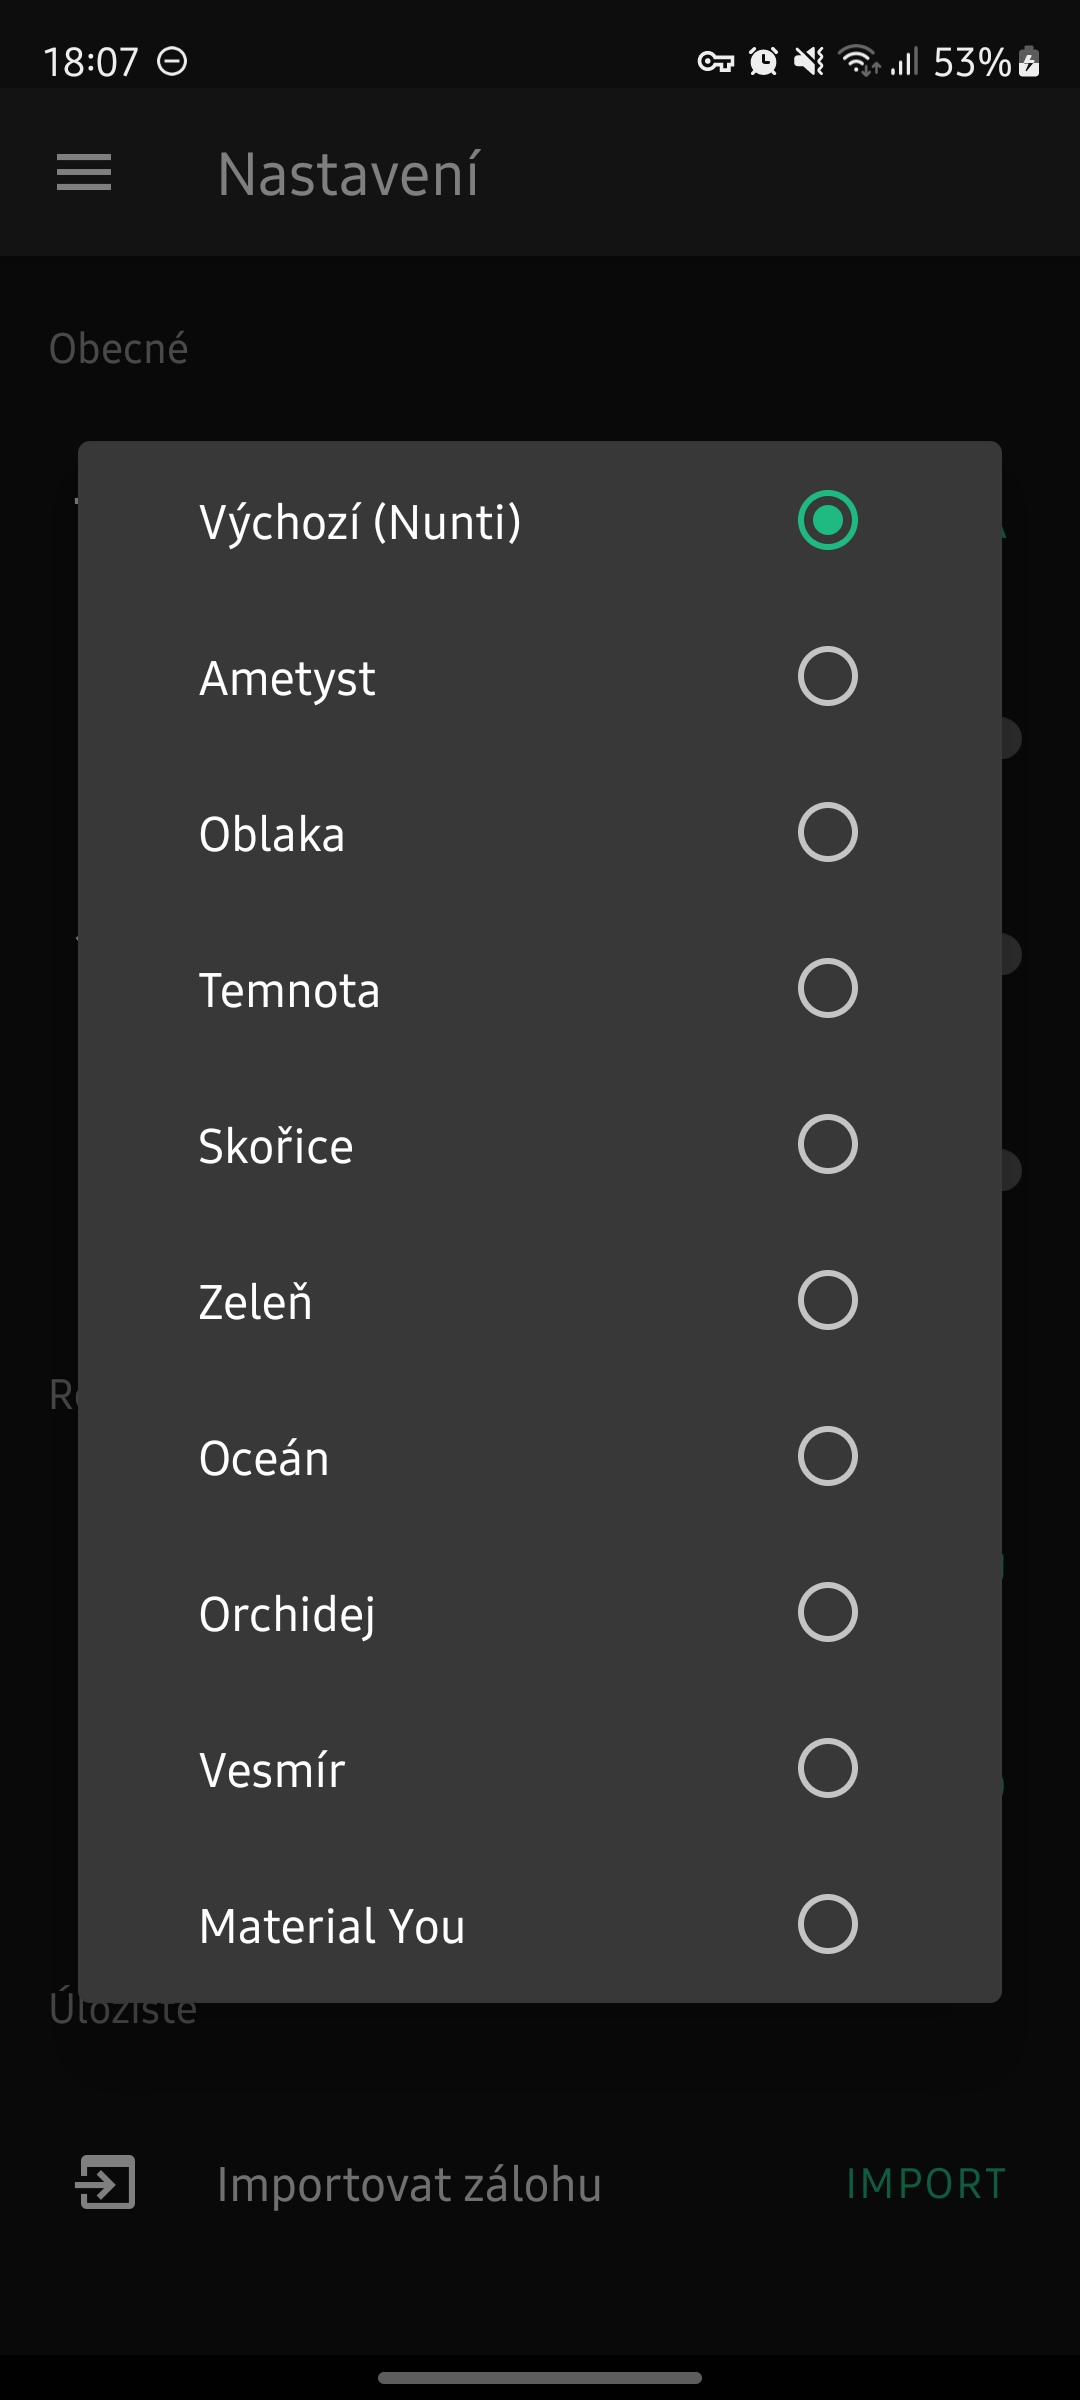 18:07
53%
Nastavení
Obecné
Výchozí (Nunti)
Ametyst
Oblaka
Temnota
Skořice
Zeleň
Oceán
Orchidej
Vesmír
Material You
Úložiště
Importovat zálohu
IMPORT